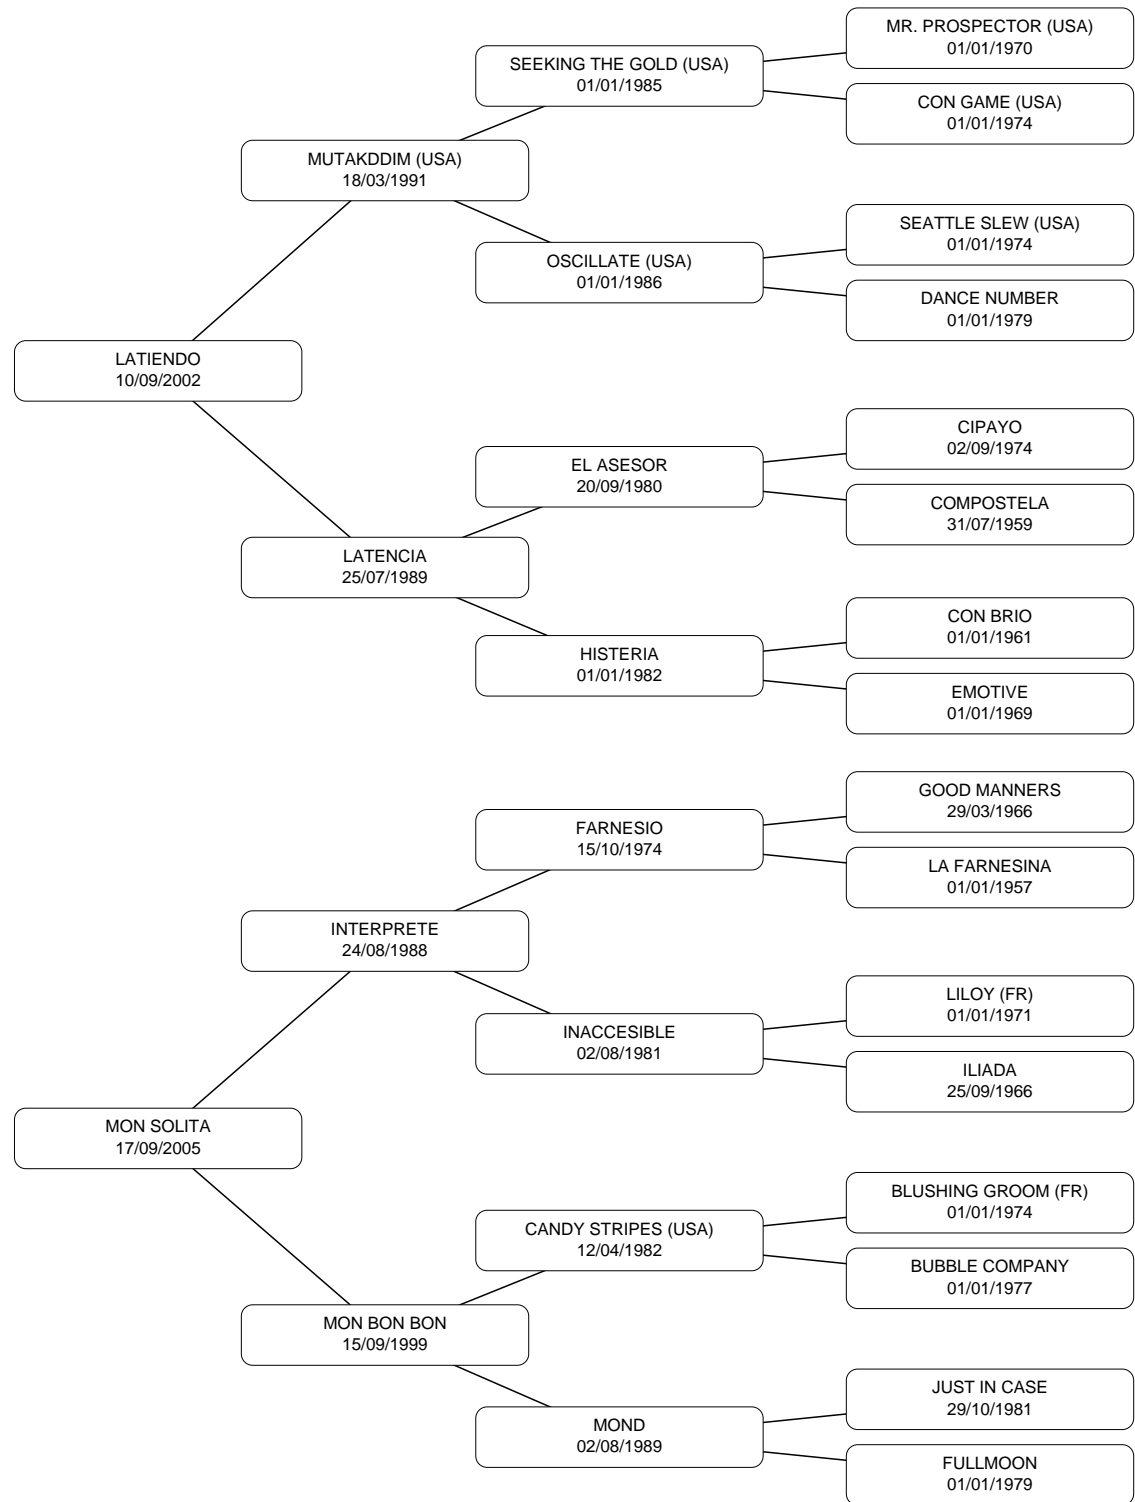 MR. PROSPECTOR (USA)
01/01/1970
SEEKING THE GOLD (USA)
01/01/1985
CON GAME (USA)
01/01/1974
MUTAKDDIM (USA)
18/03/1991
SEATTLE SLEW (USA)
01/01/1974
OSCILLATE (USA)
01/01/1986
DANCE NUMBER
01/01/1979
LATIENDO
10/09/2002
CIPAYO
02/09/1974
EL ASESOR
20/09/1980
COMPOSTELA
31/07/1959
LATENCIA
25/07/1989
CON BRIO
01/01/1961
HISTERIA
01/01/1982
EMOTIVE
01/01/1969
GOOD MANNERS
29/03/1966
FARNESIO
15/10/1974
LA FARNESINA
01/01/1957
INTERPRETE
24/08/1988
LILOY (FR)
01/01/1971
INACCESIBLE
02/08/1981
ILIADA
25/09/1966
MON SOLITA
17/09/2005
BLUSHING GROOM (FR)
01/01/1974
CANDY STRIPES (USA)
12/04/1982
BUBBLE COMPANY
01/01/1977
MON BON BON
15/09/1999
JUST IN CASE
29/10/1981
MOND
02/08/1989
FULLMOON
01/01/1979